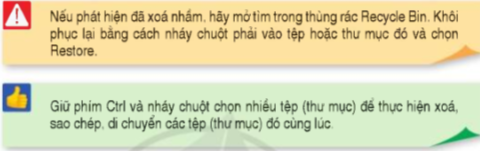 Nếu phát hiện đã xoá nhầm, hãy mở tìm trong thùng rác Recycle Bin. Khôi
phục lại bằng cách nháy chuột phải vào tệp hoặc thư mục đó và chọn
Restore.
Giữ phím Ctrl và nháy chuột chọn nhiều tệp (thư mục) để thực hiện xoá,
sao chép, di chuyển các tệp (thư mục) đó cùng lúc.